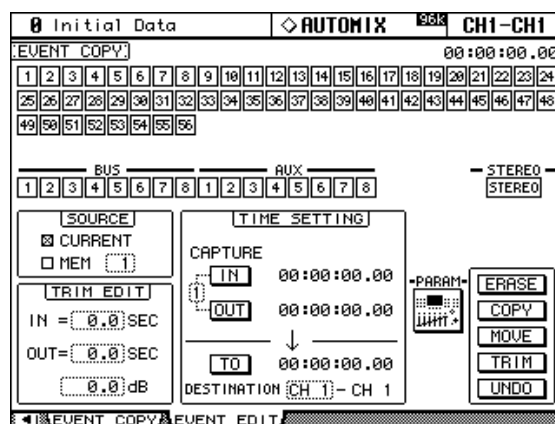 0 Initial Data ◇AUTOMIX 96k CH1-CH1
EVENT COPY 00:00:00.00
1 2 3 4 5 6 7 8 9 10 11 12 13 14 15 16 17 18 19 20 21 22 23 24
25 26 27 28 29 30 31 32 33 34 35 36 37 38 39 40 41 42 43 44 45 46 47 48
49 50 51 52 53 54 55 56
BUS AUX STEREO
1 2 3 4 5 6 7 8 1 2 3 4 5 6 7 8 STEREO
SOURCE
CURRENT
MEM 1
TRIM EDIT
IN = 0.0 SEC
OUT= 0.0 SEC
0.0 dB
TIME SETTING
CAPTURE
1
IN 00:00:00.00
OUT 00:00:00.00
TO 00:00:00.00
DESTINATION CH 1 - CH 1
PARAM
ERASE
COPY
MOVE
TRIM
UNDO
EVENT COPY EVENT EDIT